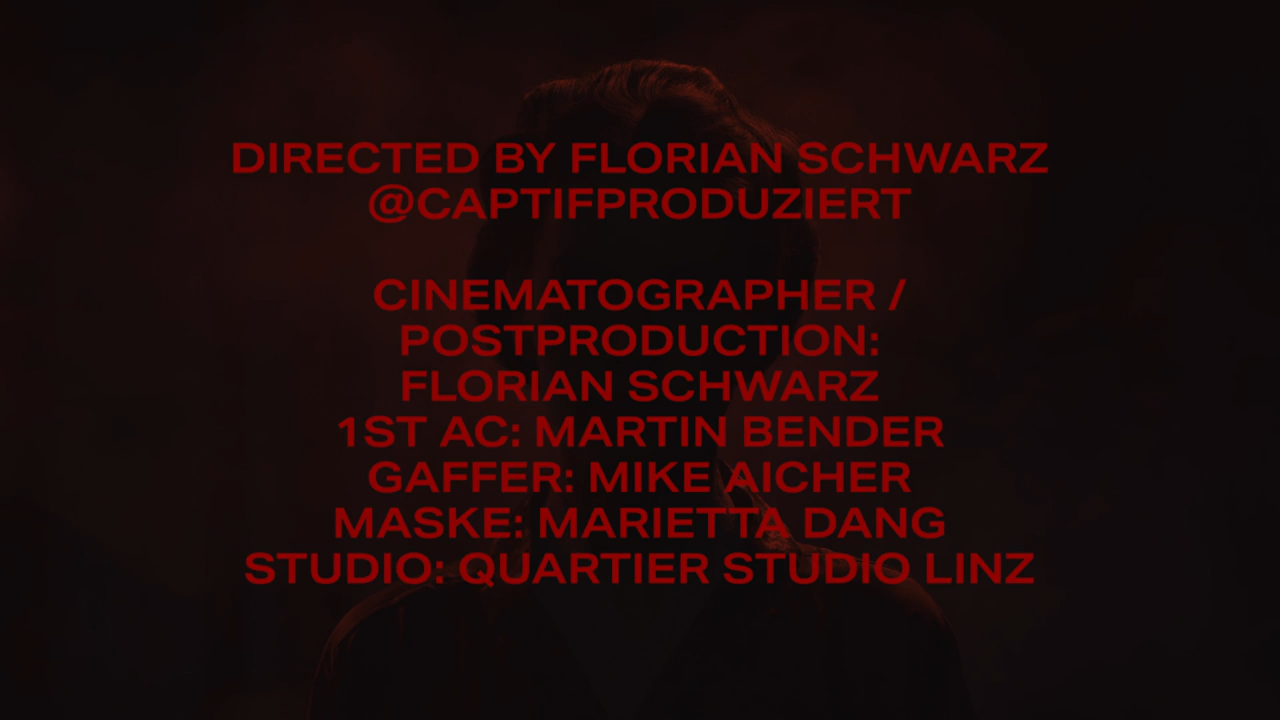 DIRECTED BY FLORIAN SCHWARZ
@CAPTIFPRODUZIERT
CINEMATOGRAPHER /
POSTPRODUCTION:
FLORIAN SCHWARZ
1ST AC: MARTIN BENDER
GAFFER: MIKE AICHER
MASKE: MARIETTA DANG
STUDIO: QUARTIER STUDIO LINZ